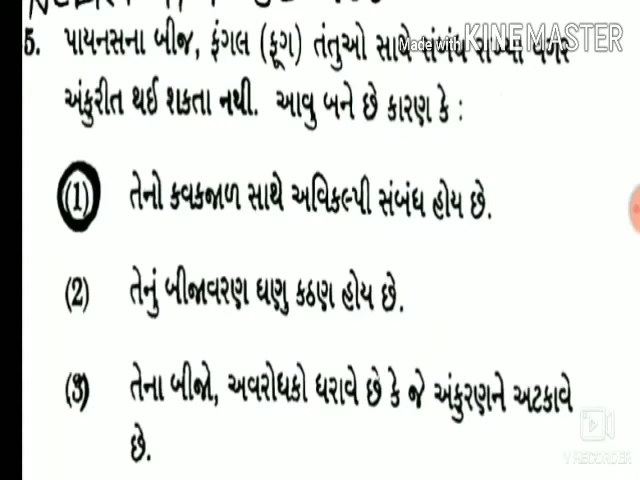 5. પાયનસના બીજ, ફંગલ (ફૂગ) તંતુઓ સાથે સંબંધ
Made with KINEMASTER
અંકુરીત થઈ શકતા નથી. આવુ બને છે કારણ કે :
(1) તેનો કવકજાળ સાથે અવિકલ્પી સંબંધ હોય છે.
(2) તેનું બીજાવરણ ઘણુ કઠણ હોય છે.
(3) તેના બીજો, અવરોધકો ધરાવે છે કે જે અંકુરણને અટકાવે
છે.
V RECORDER